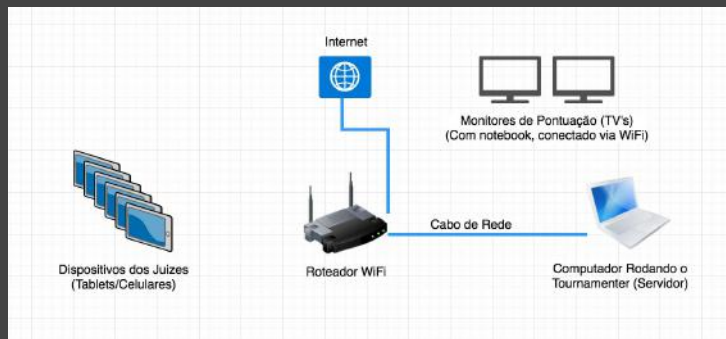 Internet
Monitores de Pontuação (TV's)
(Com notebook, conectado via WiFi)
Cabo de Rede
Dispositivos dos Juizes
(Tablets/Celulares)
Roteador WiFi
Computador Rodando o
Tournamenter (Servidor)